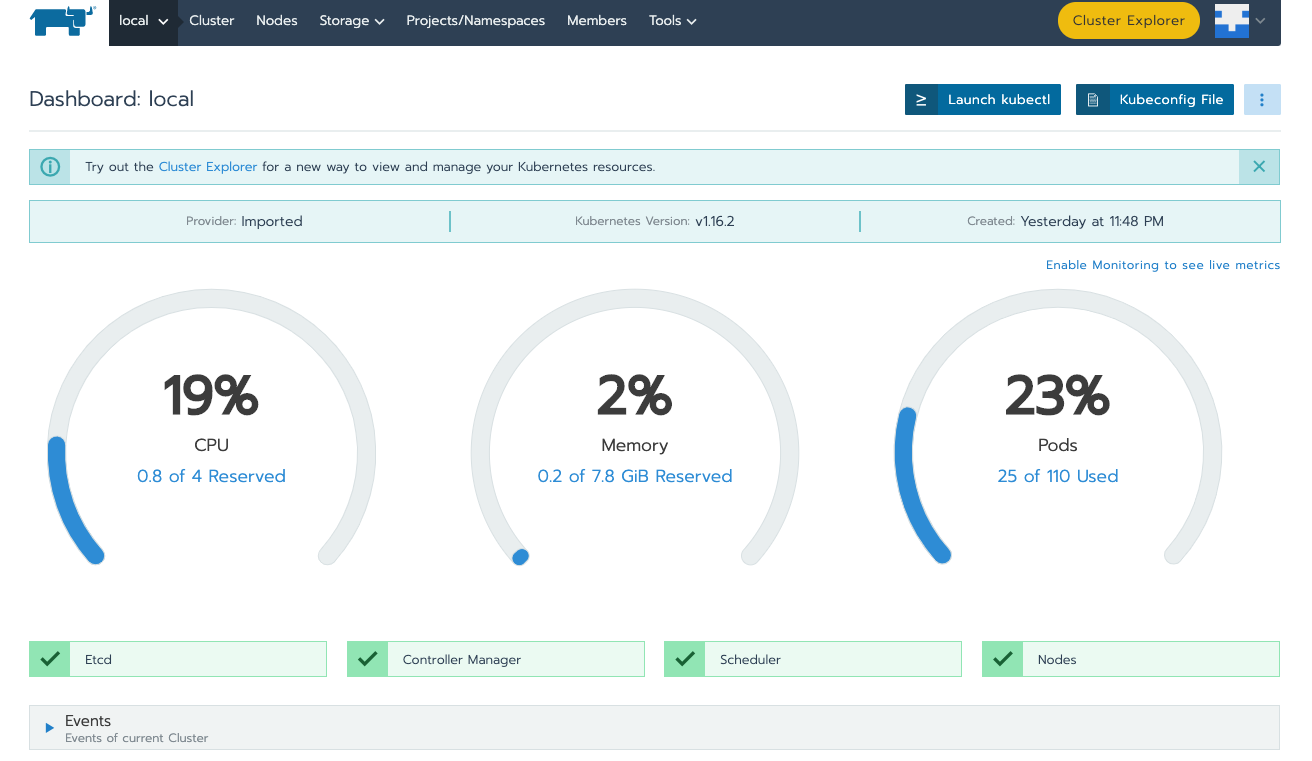 local Cluster Nodes Storage Projects/Namespaces Members Tools Cluster Explorer
Dashboard: local
Launch kubectl Kubeconfig File
Try out the Cluster Explorer for a new way to view and manage your Kubernetes resources.
Provider: Imported Kubernetes Version: v1.16.2 Created: Yesterday at 11:48 PM
Enable Monitoring to see live metrics
19% 2% 23%
CPU Memory Pods
0.8 of 4 Reserved 0.2 of 7.8 GiB Reserved 25 of 110 Used
Etcd Controller Manager Scheduler Nodes
Events
Events of current Cluster